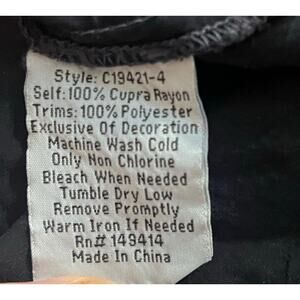 Style: C19421-4
Self:100% Cupra Rayon
Trims:100% Polyester
Exclusive Of Decoration
Machine Wash Cold
Only Non Chlorine
Bleach When Needed
Tumble Dry Low
Remove Promptly
Warm Iron If Needed
Rn# 149414
Made In China